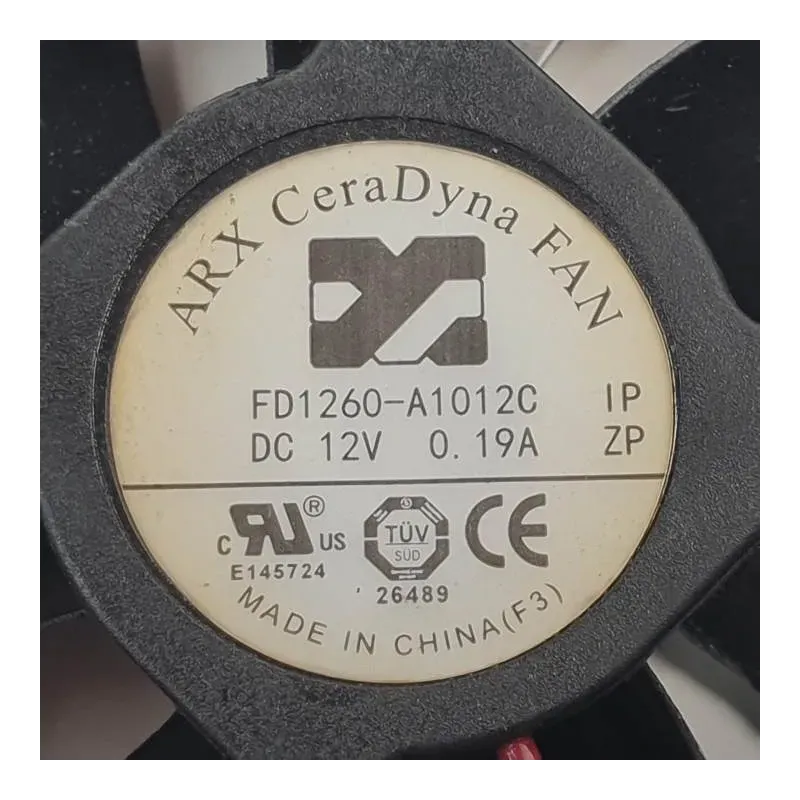 ARX CeraDyna FAN
FD1260-A1012C IP
DC 12V 0.19A ZP
c RU ® US
TÜV
SÜD
CE
E145724
26489
MADE IN CHINA(F3)